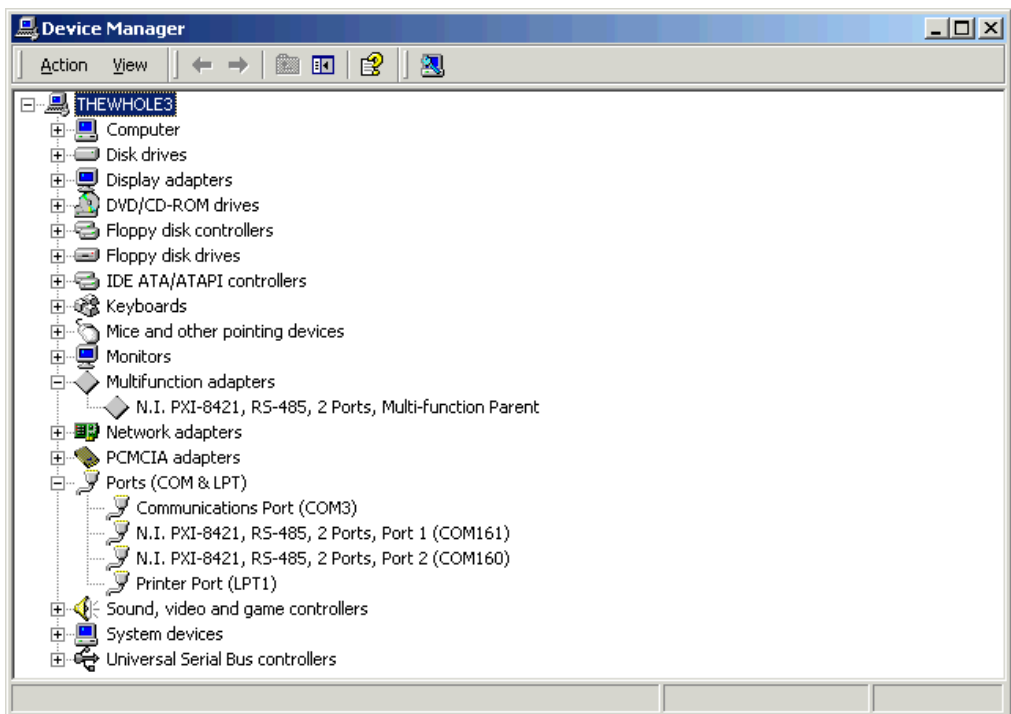 Device Manager
Action View
THEWHOLE3
Computer
Disk drives
Display adapters
DVD/CD-ROM drives
Floppy disk controllers
Floppy disk drives
IDE ATA/ATAPI controllers
Keyboards
Mice and other pointing devices
Monitors
Multifunction adapters
N.I. PXI-8421, RS-485, 2 Ports, Multi-function Parent
Network adapters
PCMCIA adapters
Ports (COM & LPT)
Communications Port (COM3)
N.I. PXI-8421, RS-485, 2 Ports, Port 1 (COM161)
N.I. PXI-8421, RS-485, 2 Ports, Port 2 (COM160)
Printer Port (LPT1)
Sound, video and game controllers
System devices
Universal Serial Bus controllers